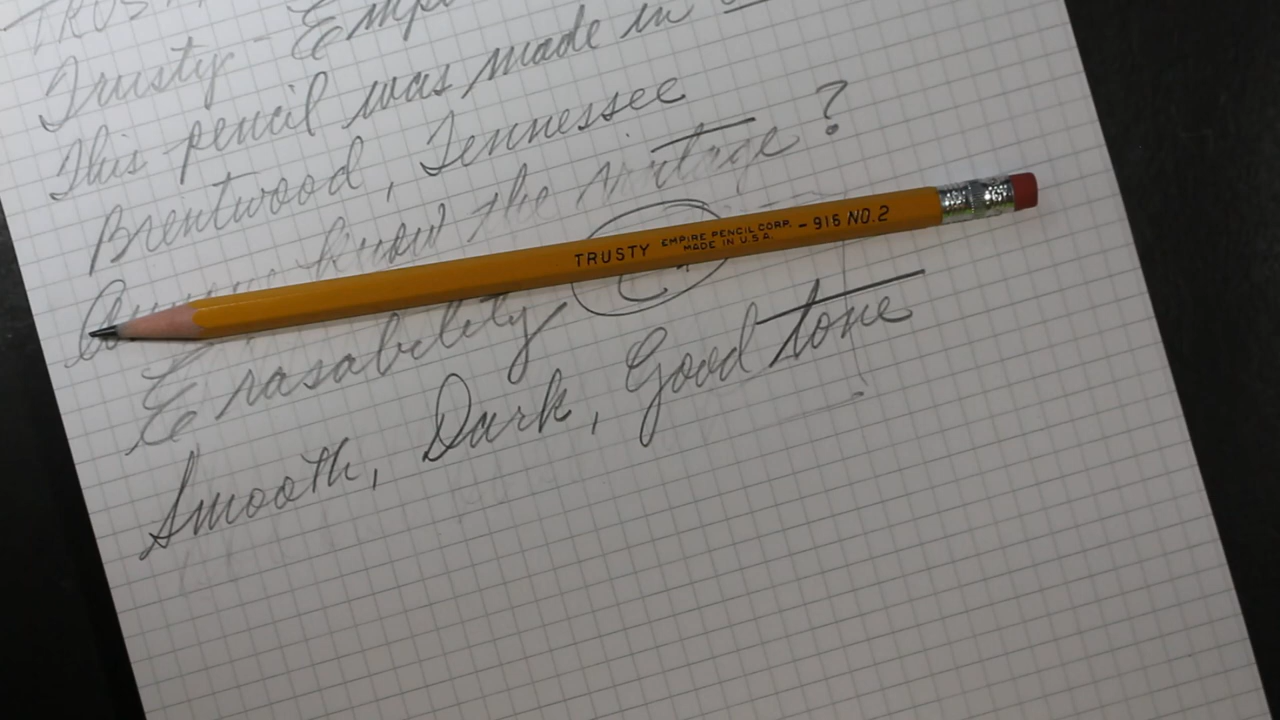 TRUST
Trusty - Emp
This pencil was made in
Brentwood, Tennessee
know the vintage?
TRUSTY EMPIRE PENCIL CORP. MADE IN U.S.A. - 916 NO.2
Erasability
Smooth, Dark, Good tone